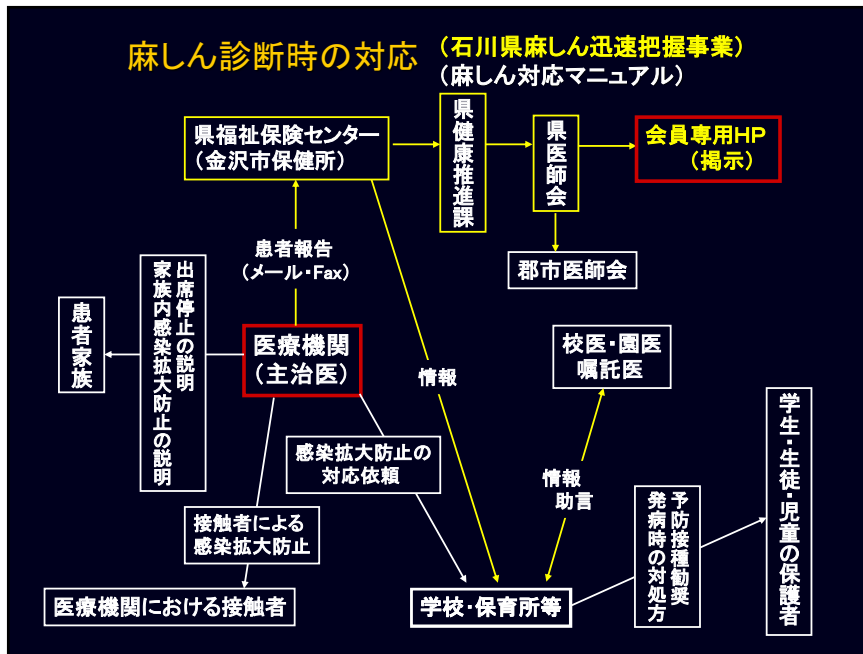 麻しん診断時の対応
(石川県麻しん迅速把握事業)
(麻しん対応マニュアル)
県福祉保険センター
(金沢市保健所)
県健康推進課
県医師会
会員専用HP
(掲示)
郡市医師会
患者報告
(メール・Fax)
医療機関
(主治医)
出席停止の説明
家族内感染拡大防止の説明
患者家族
情報
校医・園医
嘱託医
感染拡大防止の
対応依頼
接触者による
感染拡大防止
医療機関における接触者
情報
助言
学校・保育所等
予防接種勧奨
発病時の対処方
学生・生徒・児童の保護者